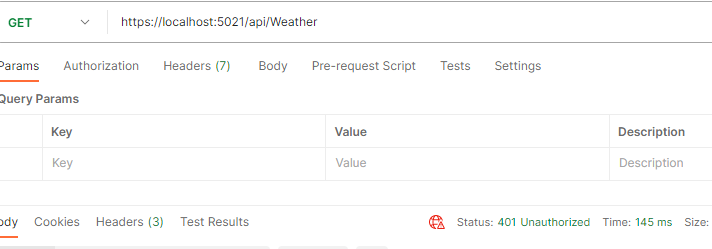 GET https://localhost:5021/api/Weather
Params Authorization Headers (7) Body Pre-request Script Tests Settings
Query Params
Key Value Description
Key Value Description
ody Cookies Headers (3) Test Results Status: 401 Unauthorized Time: 145 ms Size: